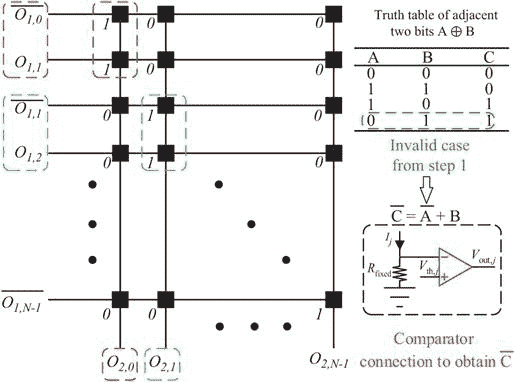 O̅1,0 1 0 0
O1,1 1 0 0
O̅1,1 0 1 0
O1,2 0 1 0
O̅1,N-1 0 0 1
O2,0 O2,1 O2,N-1
Truth table of adjacent
two bits A ⊕ B
A B C
0 0 0
1 1 0
1 0 1
0 1 1
Invalid case
from step 1
C̅ = A̅ + B
Ij
Rfixed
Vth,j
− +
Vout,j
Comparator
connection to obtain C̅